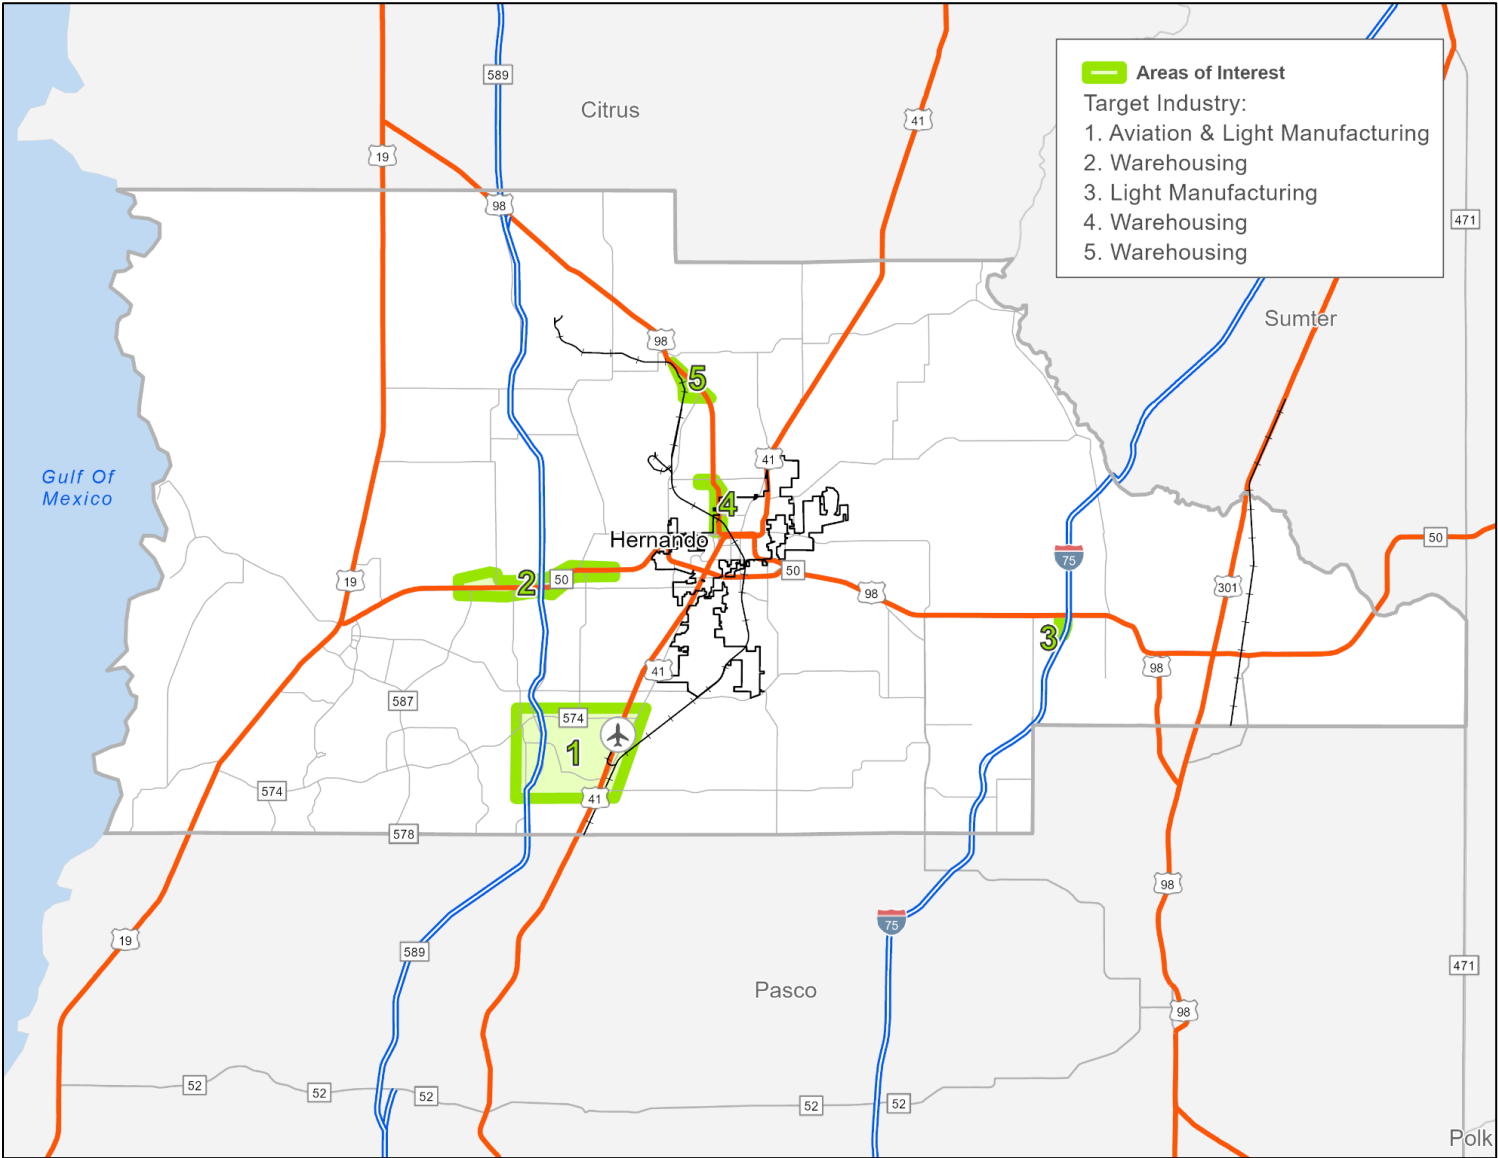 589
Citrus
41
19
98
Areas of Interest
Target Industry:
1. Aviation & Light Manufacturing
2. Warehousing
3. Light Manufacturing
4. Warehousing
5. Warehousing
471
Sumter
98
5
41
Gulf Of
Mexico
4
Hernando
50
75
19
2
50
50
98
301
3
41
98
587
574
1
574
41
578
98
75
19
589
471
Pasco
98
52
52
52
52
52
Polk